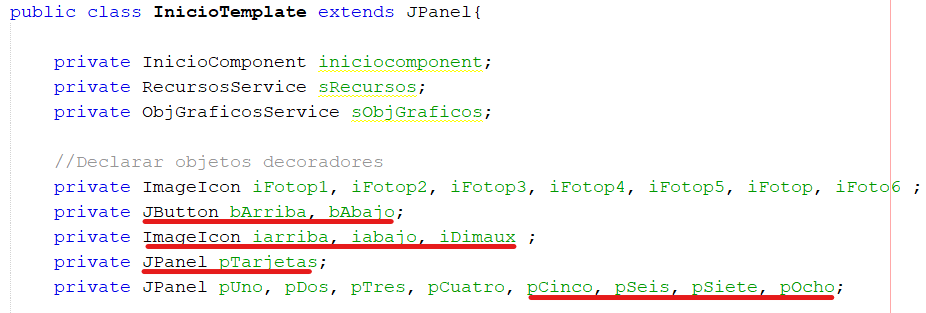 public class InicioTemplate extends JPanel{
private InicioComponent iniciocomponent;
private RecursosService sRecursos;
private ObjGraficosService sObjGraficos;
//Declarar objetos decoradores
private ImageIcon iFotop1, iFotop2, iFotop3, iFotop4, iFotop5, iFotop, iFoto6 ;
private JButton bArriba, bAbajo;
private ImageIcon iarriba, iabajo, iDimaux ;
private JPanel pTarjetas;
private JPanel pUno, pDos, pTres, pCuatro, pCinco, pSeis, pSiete, pOcho;